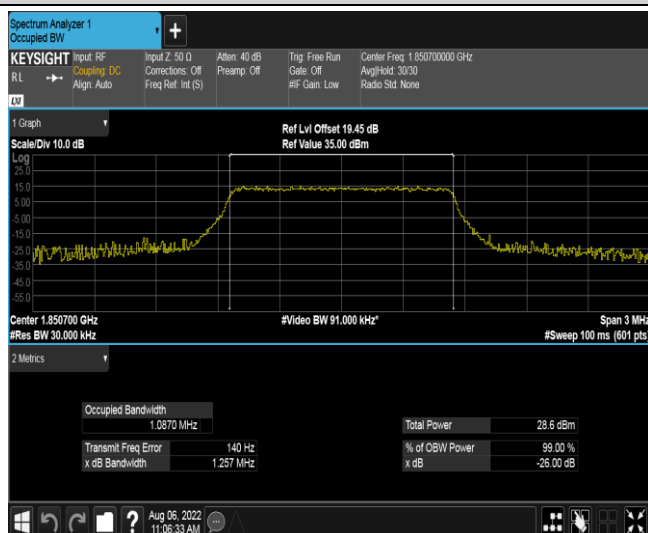 Spectrum Analyzer 1
Occupied BW
+
KEYSIGHT Input: RF Input Z: 50 Ω Atten: 40 dB Trig: Free Run Center Freq: 1.850700000 GHz
RL Coupling: DC Corrections: Off Preamp: Off Gate: Off Avg|Hold: 30/30
Align: Auto Freq Ref: Int (S) #IF Gain: Low Radio Std: None
LXI
1 Graph
Ref Lvl Offset 19.45 dB
Scale/Div 10.0 dB Ref Value 35.00 dBm
Log
25.0
15.0
5.00
-5.00
-15.0
-25.0
-35.0
-45.0
-55.0
Center 1.850700 GHz #Video BW 91.000 kHz* Span 3 MHz
#Res BW 30.000 kHz #Sweep 100 ms (601 pts)
2 Metrics
Occupied Bandwidth
1.0870 MHz Total Power 28.6 dBm
Transmit Freq Error 140 Hz % of OBW Power 99.00 %
x dB Bandwidth 1.257 MHz x dB -26.00 dB
? Aug 06, 2022
11:06:33 AM